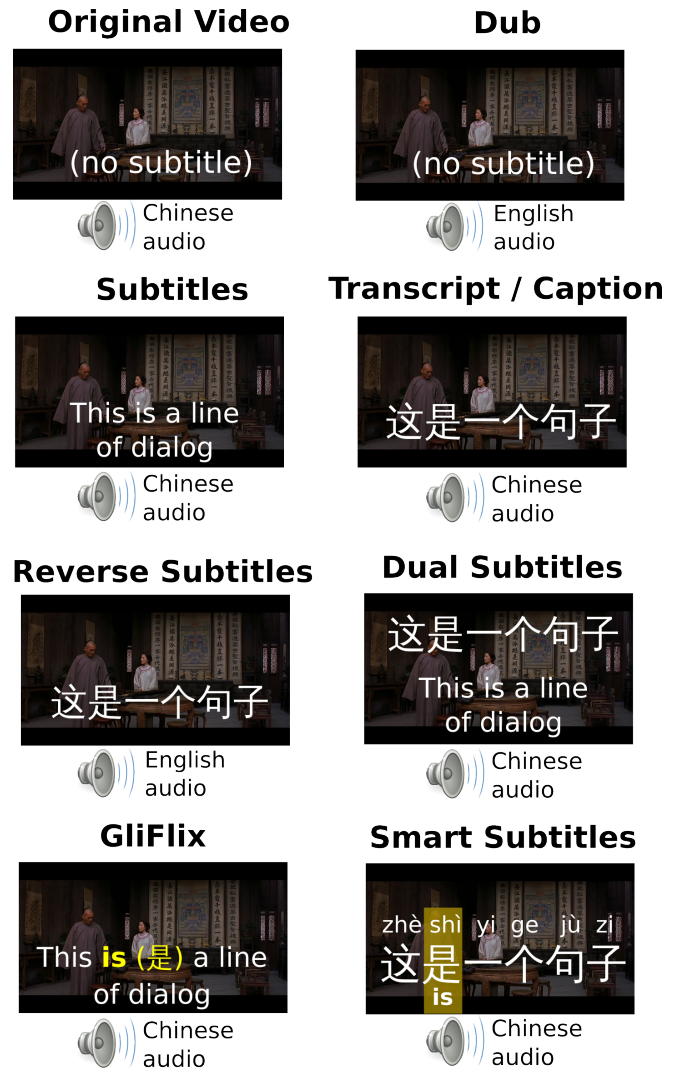 Original Video
(no subtitle)
Chinese
audio
Dub
(no subtitle)
English
audio
Subtitles
This is a line
of dialog
Chinese
audio
Transcript / Caption
这是一个句子
Chinese
audio
Reverse Subtitles
这是一个句子
English
audio
Dual Subtitles
这是一个句子
This is a line
of dialog
Chinese
audio
GliFlix
This is (是) a line
of dialog
Chinese
audio
Smart Subtitles
zhè shì yi ge jù zi
这是一个句子
is
Chinese
audio